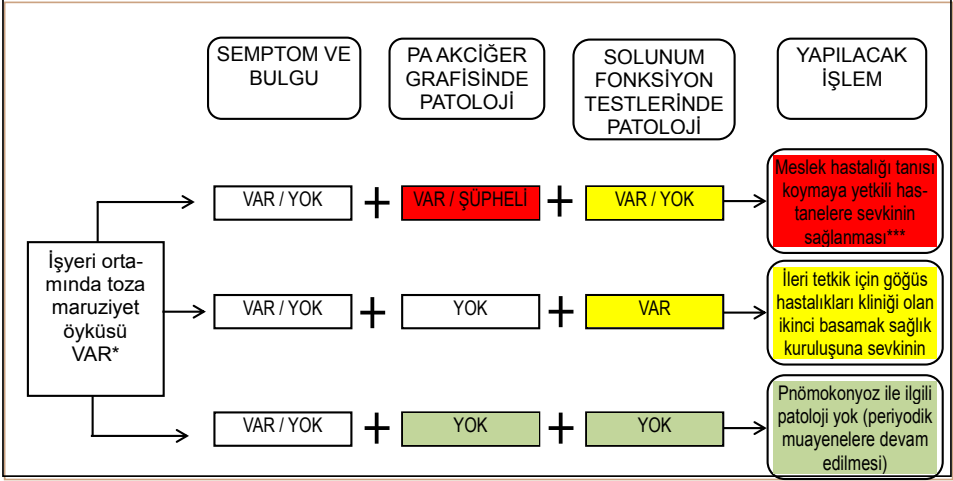 SEMPTOM VE
BULGU
PA AKCİĞER
GRAFİSİNDE
PATOLOJİ
SOLUNUM
FONKSİYON
TESTLERİNDE
PATOLOJİ
YAPILACAK
İŞLEM
İşyeri orta-
mında toza
maruziyet
öyküsü
VAR*
VAR / YOK
+
VAR / ŞÜPHELİ
+
VAR / YOK
Meslek hastalığı tanısı
koymaya yetkili has-
tanelere sevkinin
sağlanması***
VAR / YOK
+
YOK
+
VAR
İleri tetkik için göğüs
hastalıkları kliniği olan
ikinci basamak sağlık
kuruluşuna sevkinin
VAR / YOK
+
YOK
+
YOK
Pnömokonyoz ile ilgili
patoloji yok (periyodik
muayenelere devam
edilmesi)